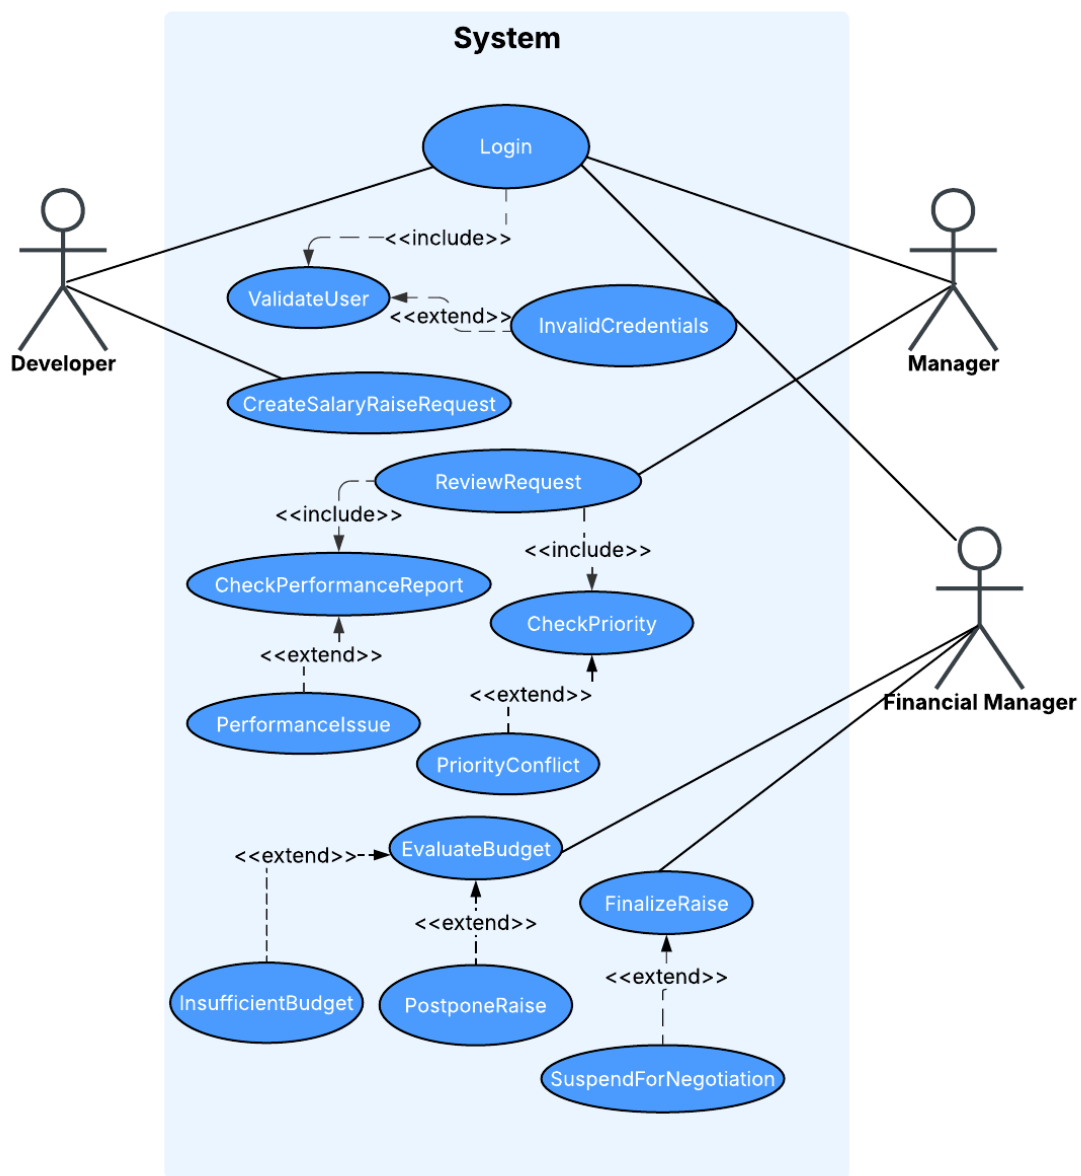 System
Login
<<include>>
ValidateUser
<<extend>>
InvalidCredentials
Developer
Manager
CreateSalaryRaiseRequest
ReviewRequest
<<include>>
<<include>>
CheckPerformanceReport
CheckPriority
<<extend>>
<<extend>>
Financial Manager
PerformanceIssue
PriorityConflict
EvaluateBudget
<<extend>>
FinalizeRaise
<<extend>>
<<extend>>
InsufficientBudget
PostponeRaise
SuspendForNegotiation